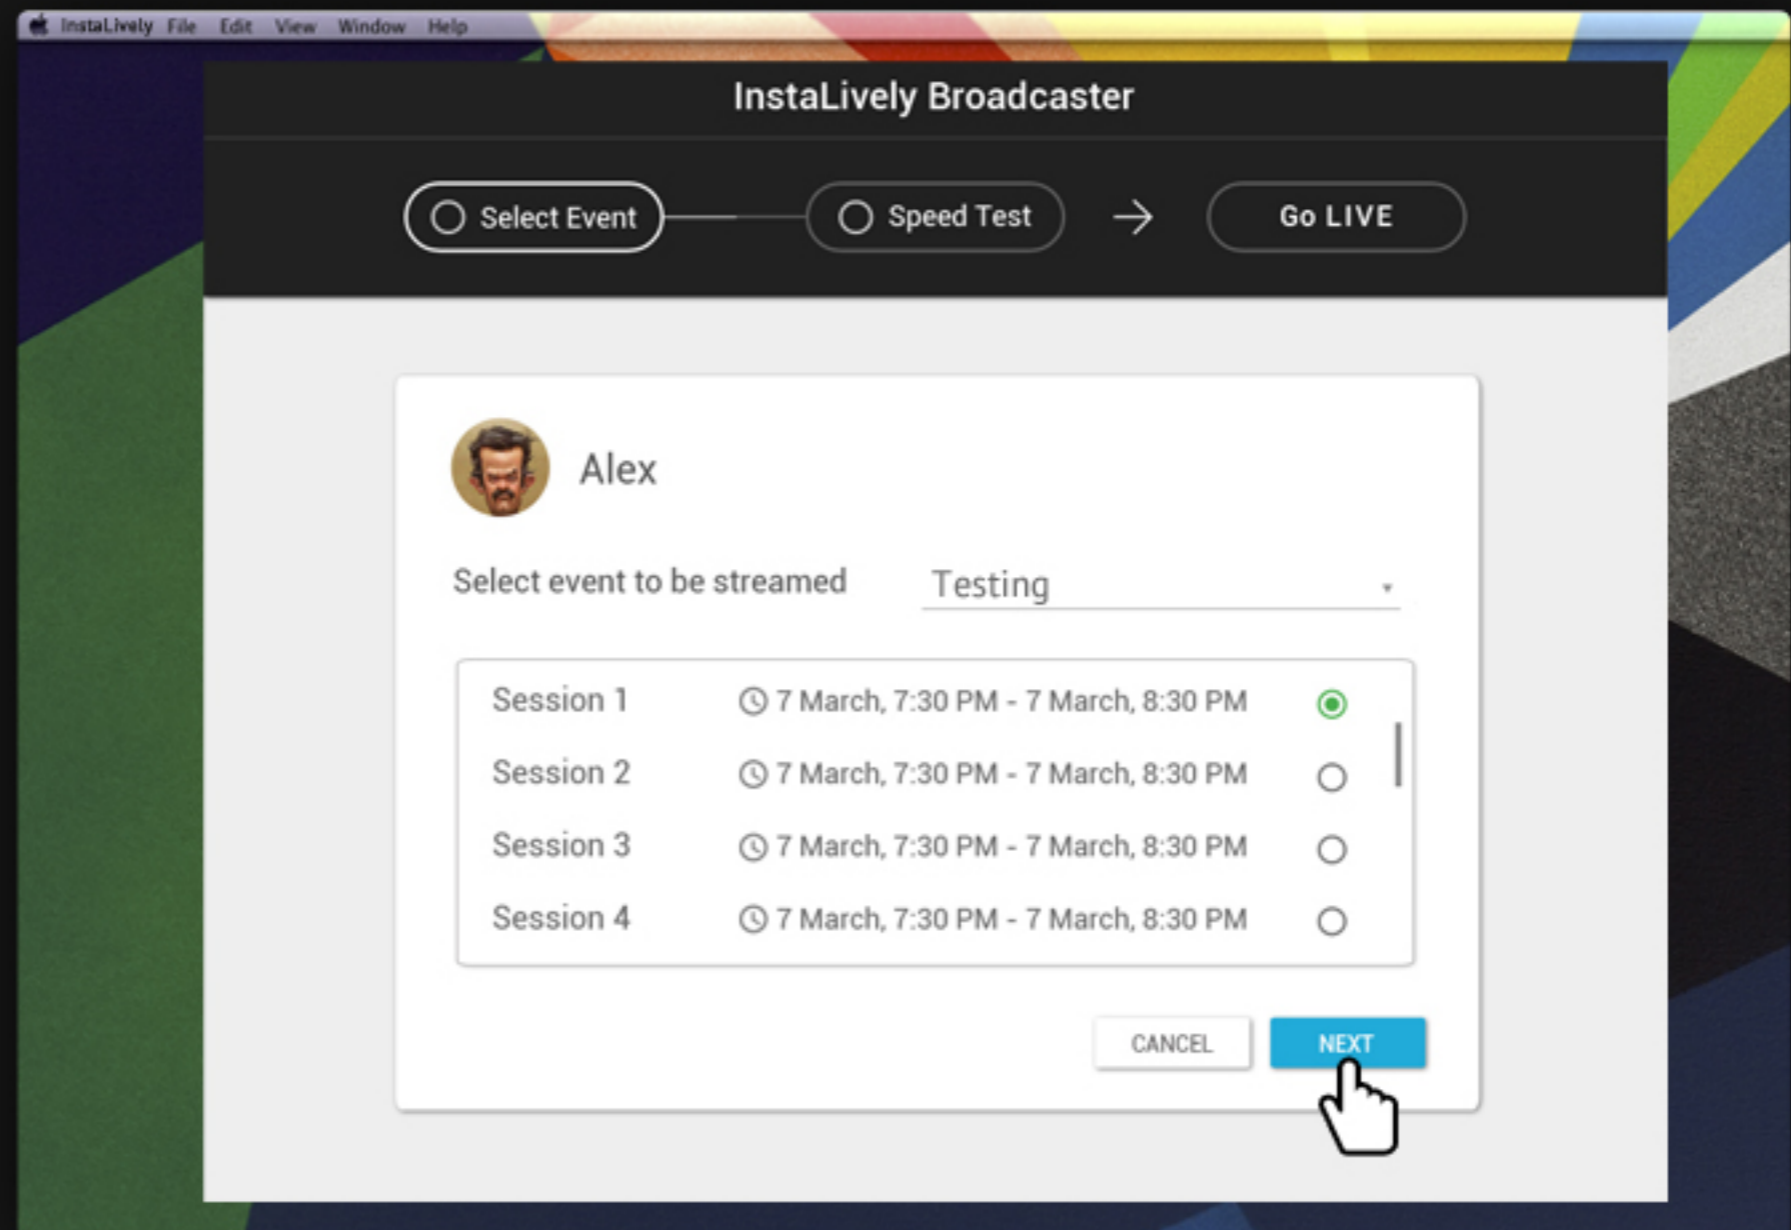 InstaLively File Edit View Window Help
InstaLively Broadcaster
Select Event Speed Test Go LIVE
Alex
Select event to be streamed Testing
Session 1 7 March, 7:30 PM - 7 March, 8:30 PM
Session 2 7 March, 7:30 PM - 7 March, 8:30 PM
Session 3 7 March, 7:30 PM - 7 March, 8:30 PM
Session 4 7 March, 7:30 PM - 7 March, 8:30 PM
CANCEL NEXT